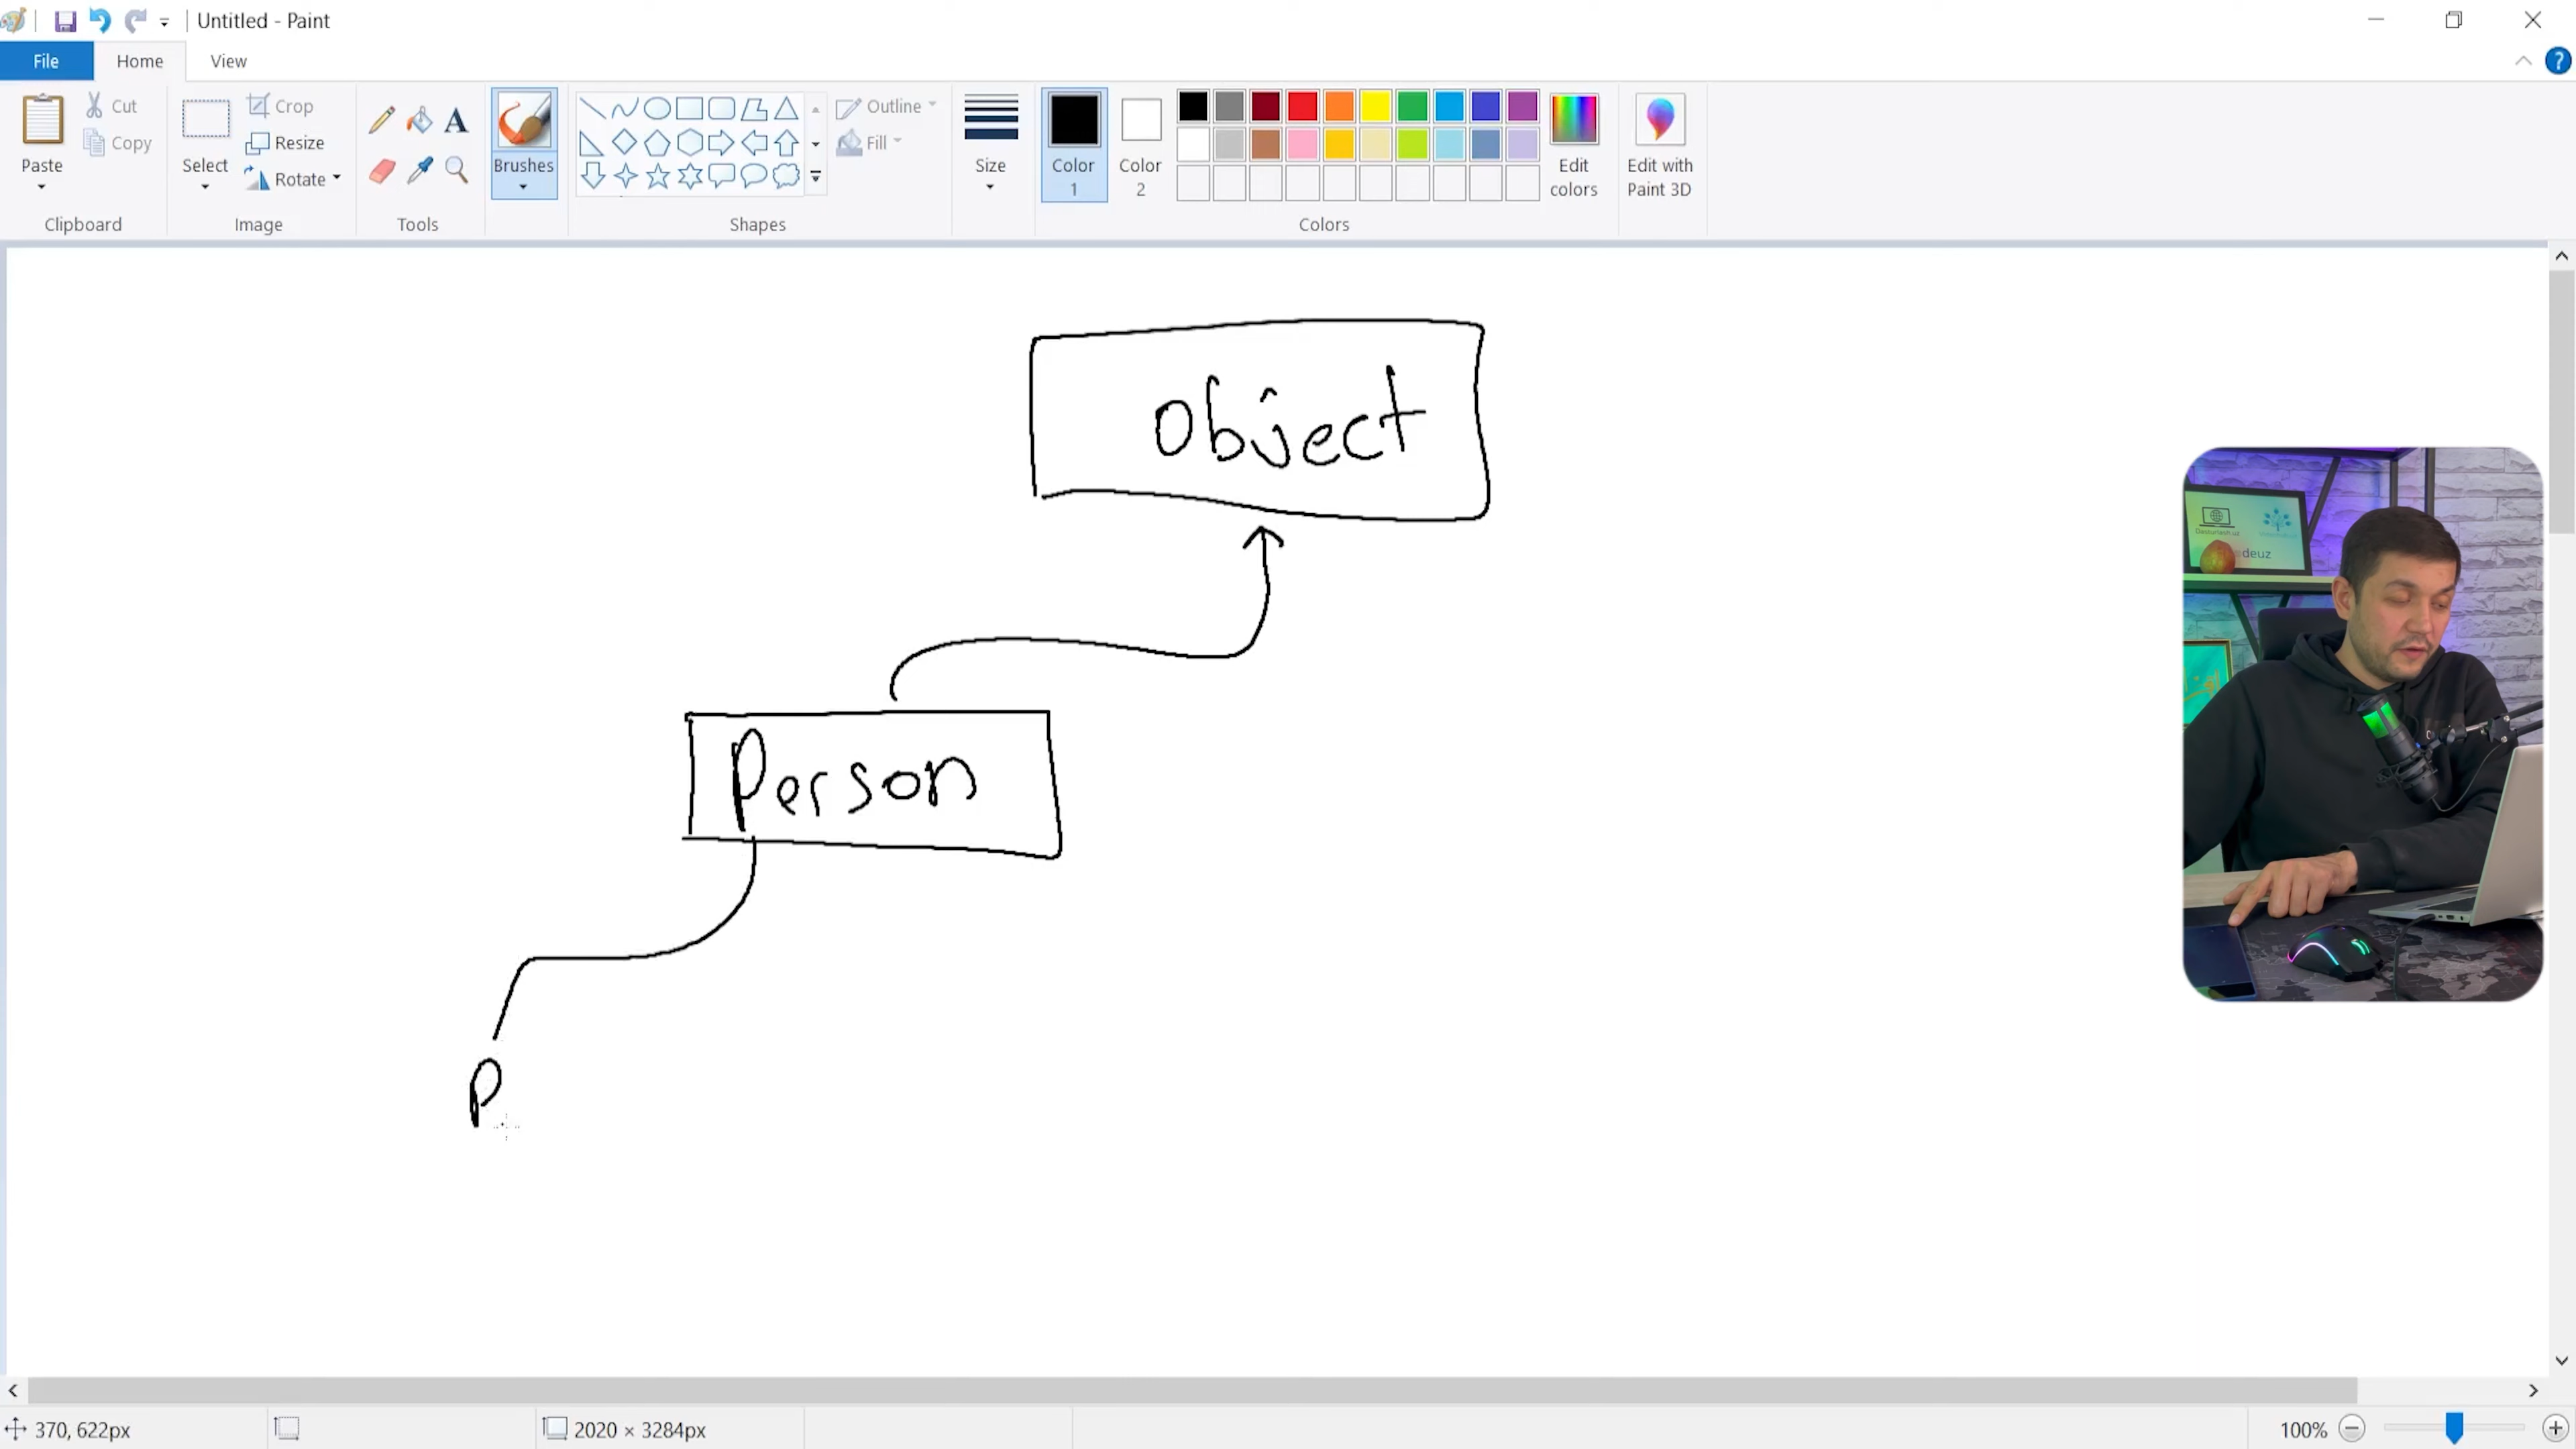 Untitled - Paint
File Home View
Paste
Cut
Copy
Clipboard
Select
Crop
Resize
Rotate
Image
A
Tools
Brushes
Shapes
Outline
Fill
Size
Color 1
Color 2
Edit colors
Colors
Edit with Paint 3D
Object
Person
P
deuz
370, 622px
2020 × 3284px
100%